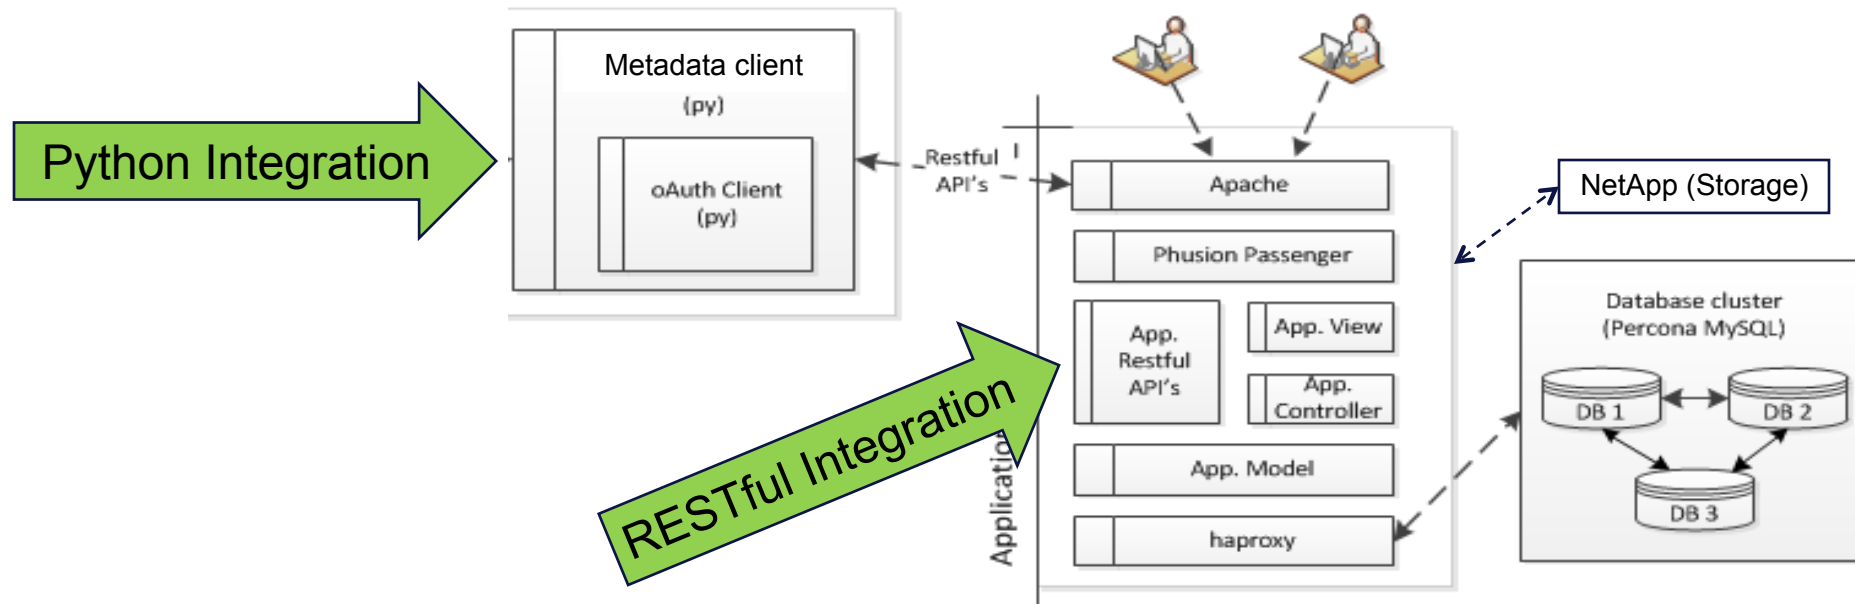 Python Integration
Metadata client
(py)
oAuth Client
(py)
Restful
API's
RESTful Integration
Application
Apache
Phusion Passenger
App.
Restful
API's
App. View
App.
Controller
App. Model
haproxy
NetApp (Storage)
Database cluster
(Percona MySQL)
DB 1
DB 2
DB 3